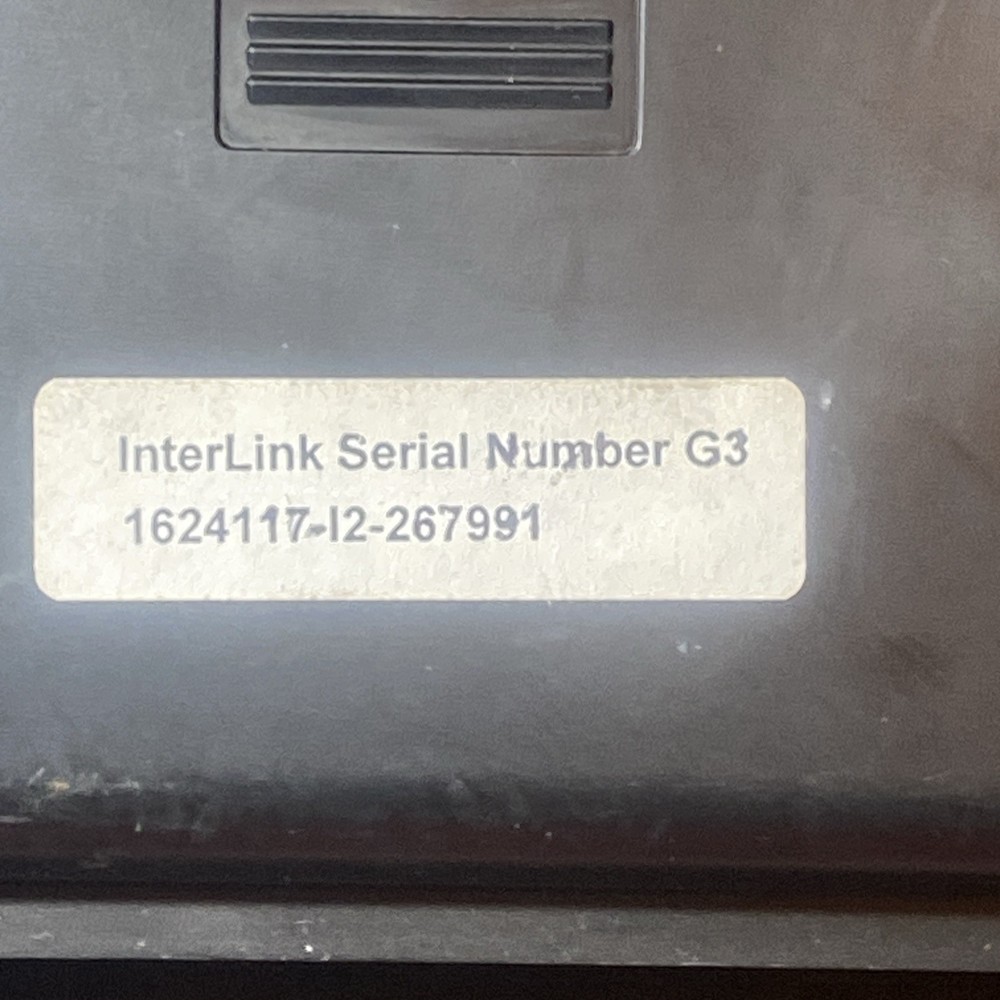 InterLink Serial Number G3
1624117-I2-267991